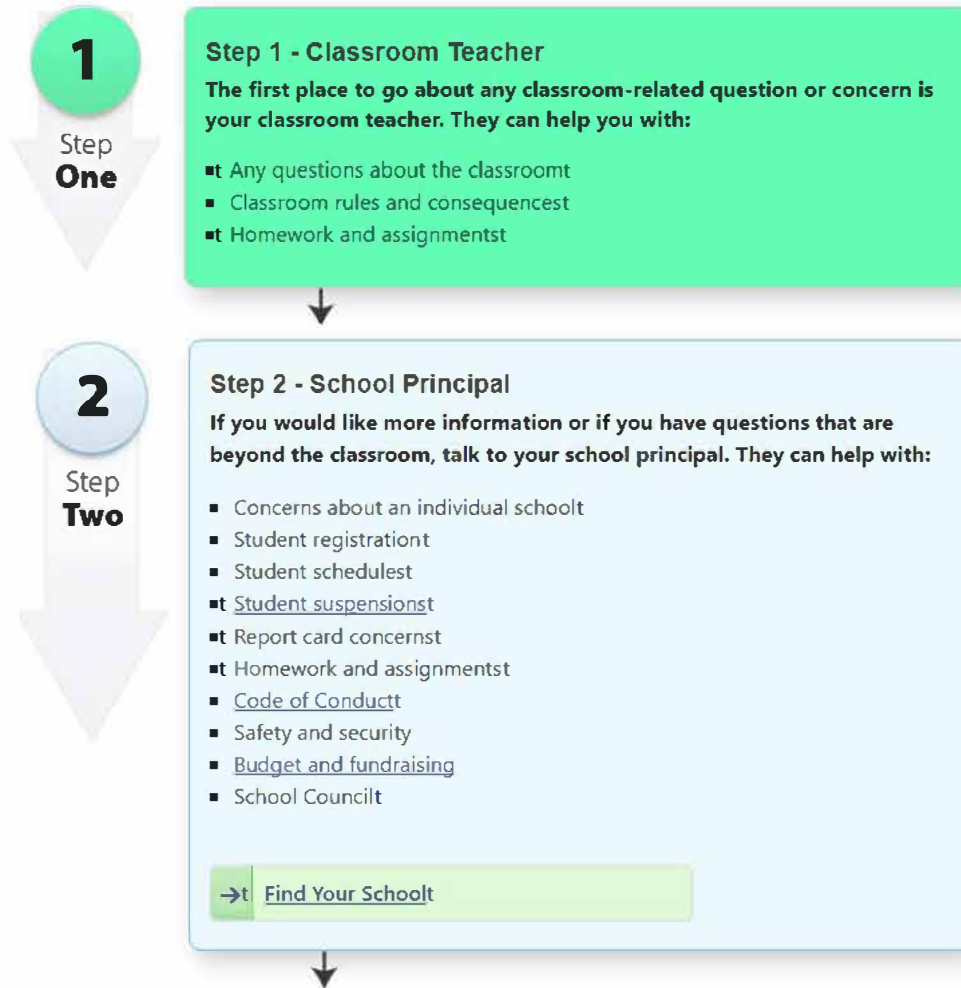 1
Step
One
Step 1 - Classroom Teacher
The first place to go about any classroom-related question or concern is
your classroom teacher. They can help you with:
■t Any questions about the classroomt
■ Classroom rules and consequencest
■t Homework and assignmentst
2
Step
Two
Step 2 - School Principal
If you would like more information or if you have questions that are
beyond the classroom, talk to your school principal. They can help with:
■ Concerns about an individual schoolt
■ Student registrationt
■ Student schedulest
■t Student suspensionst
■t Report card concernst
■t Homework and assignmentst
■ Code of Conductt
■ Safety and security
■ Budget and fundraising
■ School Councilt
→t Find Your Schoolt